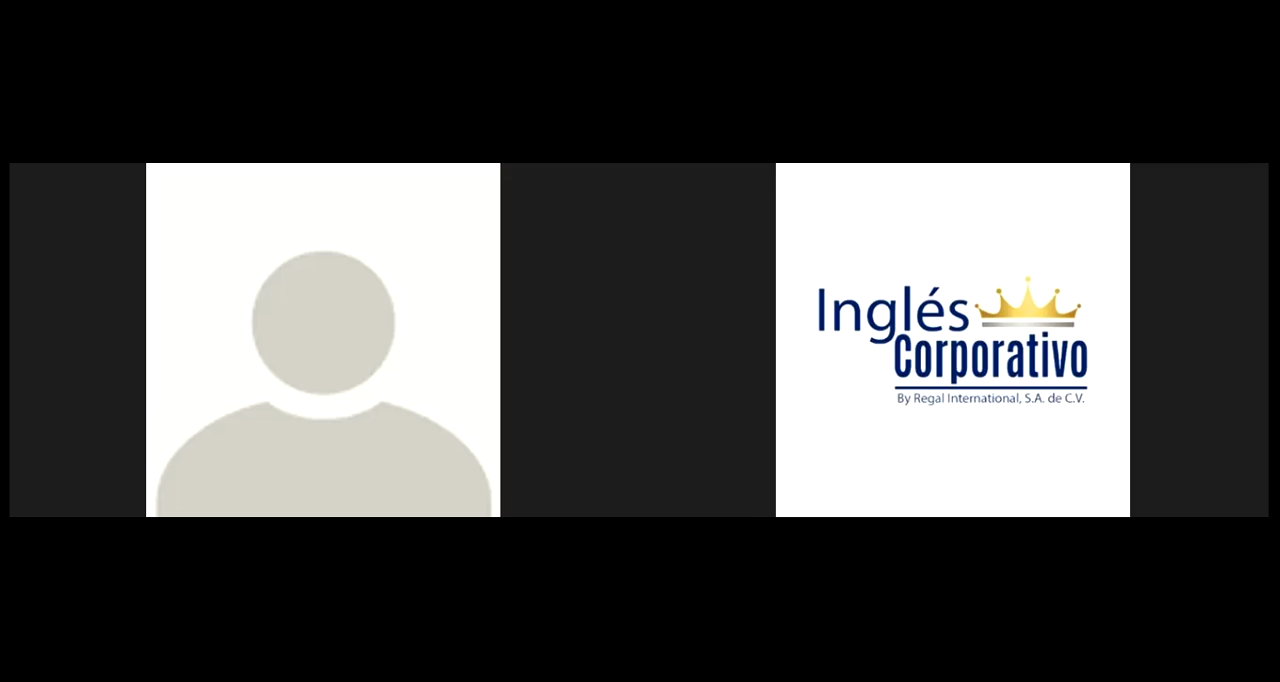 Inglés
Corporativo
By Regal International, S.A. de C.V.